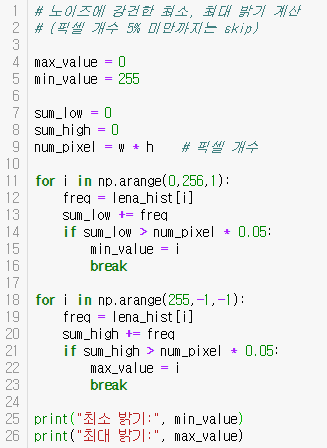 1 # 노이즈에 강건한 최소, 최대 밝기 계산
2 # (픽셀 개수 5% 미만까지는 skip)
3
4 max_value = 0
5 min_value = 255
6
7 sum_low = 0
8 sum_high = 0
9 num_pixel = w * h    # 픽셀 개수
10
11 for i in np.arange(0,256,1):
12     freq = lena_hist[i]
13     sum_low += freq
14     if sum_low > num_pixel * 0.05:
15         min_value = i
16         break
17
18 for i in np.arange(255,-1,-1):
19     freq = lena_hist[i]
20     sum_high += freq
21     if sum_high > num_pixel * 0.05:
22         max_value = i
23         break
24
25 print("최소 밝기:", min_value)
26 print("최대 밝기:", max_value)